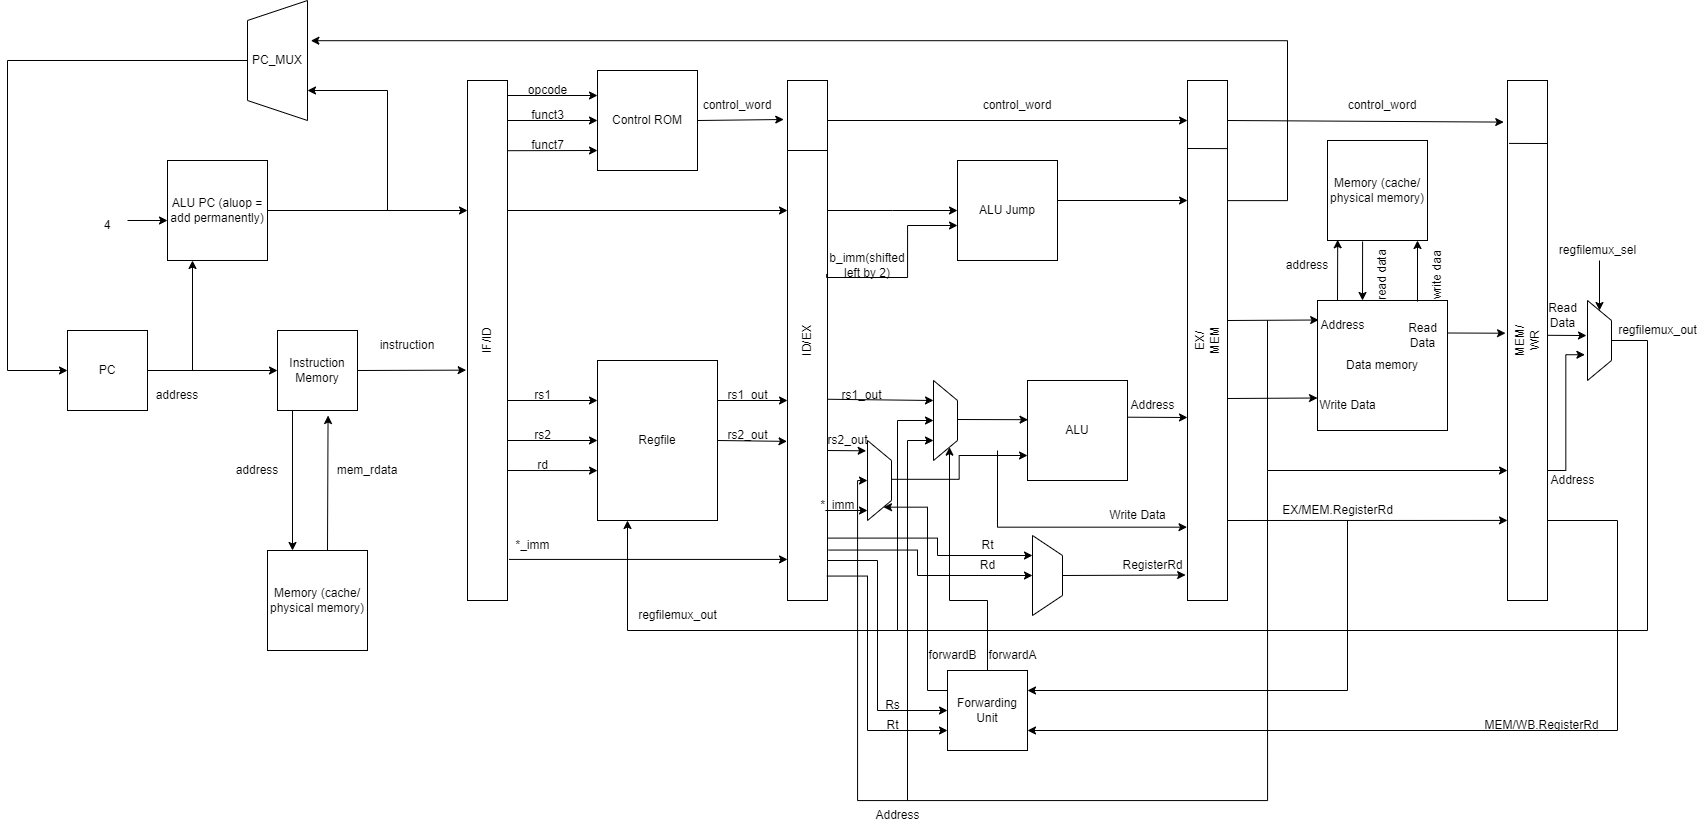 PC_MUX
opcode
funct3
funct7
Control ROM
control_word
control_word
control_word
4
ALU PC (aluop =
add permanently)
ALU Jump
b_imm(shifted
left by 2)
Memory (cache/
physical memory)
address
read data
write daa
regfilemux_sel
PC
address
Instruction
Memory
instruction
address
mem_rdata
Memory (cache/
physical memory)
IF/ID
rs1
rs2
rd
*_imm
Regfile
rs1_out
rs2_out
regfilemux_out
ID/EX
rs1_out
rs2_out
*_imm
ALU
Address
Write Data
Rt
Rd
RegisterRd
EX/
MEM
Address
Read
Data
Data memory
Write Data
EX/MEM.RegisterRd
MEM/
WR
Read
Data
regfilemux_out
Address
forwardB
forwardA
Forwarding
Unit
Rs
Rt
MEM/WB.RegisterRd
Address